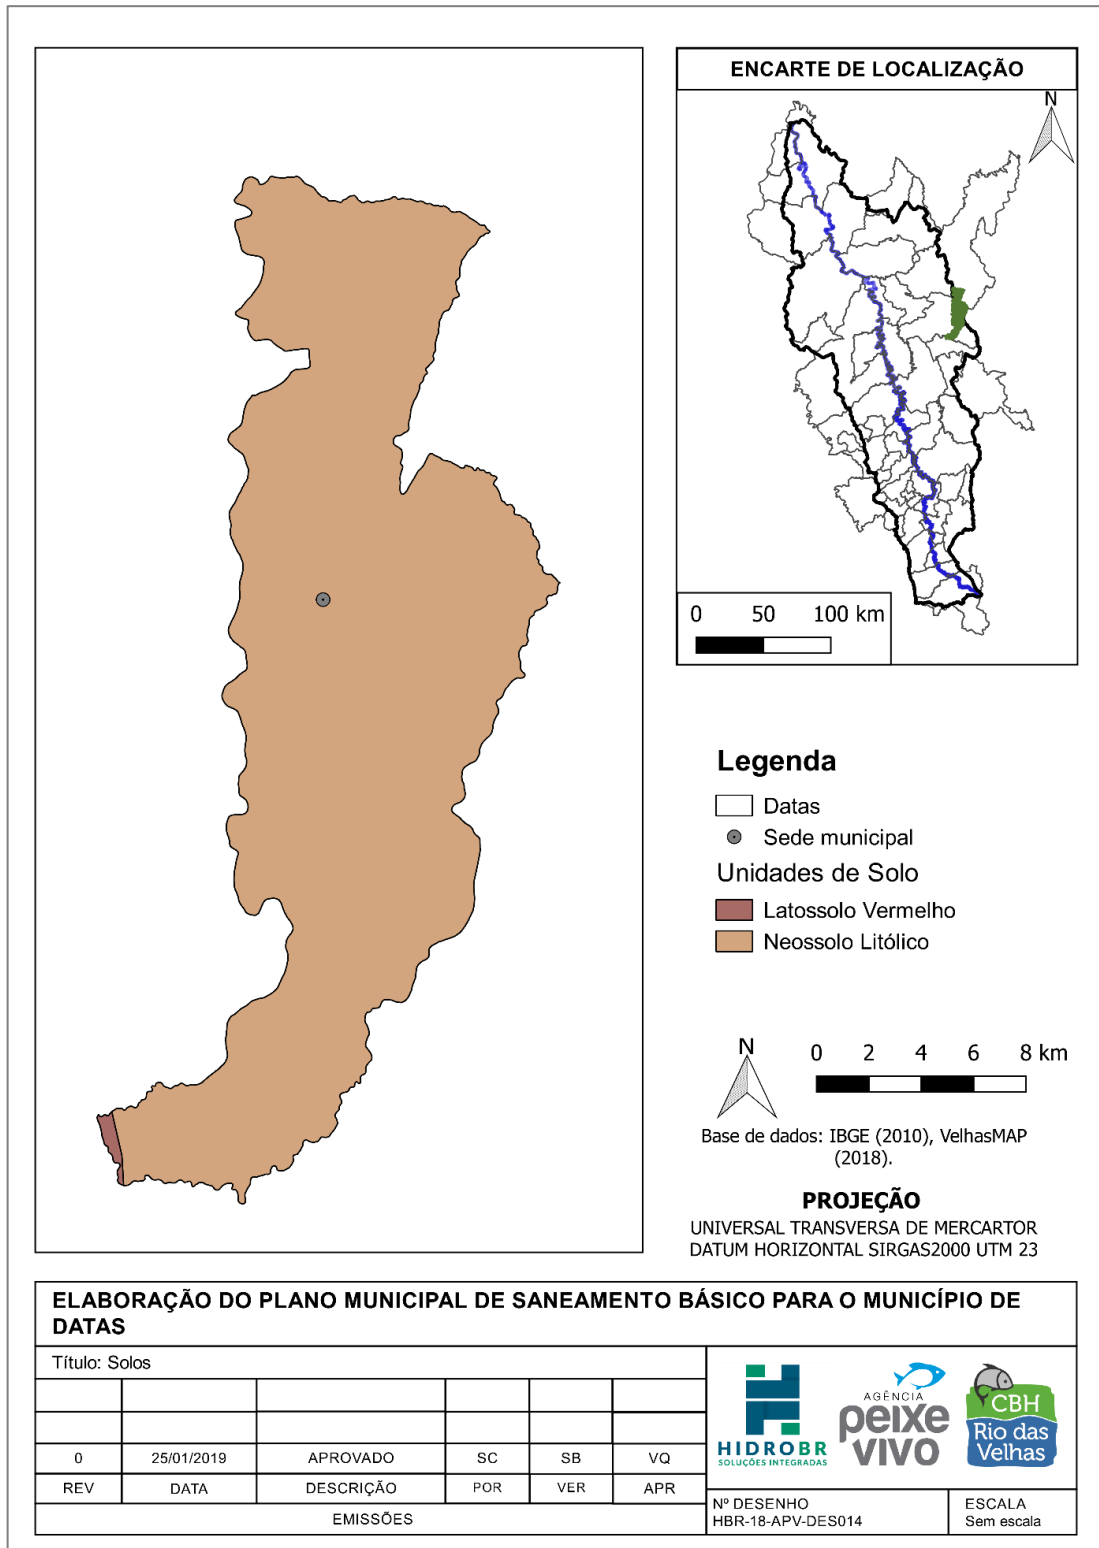 ENCARTE DE LOCALIZAÇÃO
N
0 50 100 km
Legenda
Datas
Sede municipal
Unidades de Solo
Latossolo Vermelho
Neossolo Litólico
N
0 2 4 6 8 km
Base de dados: IBGE (2010), VelhasMAP
(2018).
PROJEÇÃO
UNIVERSAL TRANSVERSA DE MERCARTOR
DATUM HORIZONTAL SIRGAS2000 UTM 23
ELABORAÇÃO DO PLANO MUNICIPAL DE SANEAMENTO BÁSICO PARA O MUNICÍPIO DE
DATAS
Título: Solos
0 25/01/2019 APROVADO SC SB VQ
REV DATA DESCRIÇÃO POR VER APR
EMISSÕES
HIDROBR
SOLUÇÕES INTEGRADAS
AGÊNCIA
peixe
VIVO
CBH
Rio das
Velhas
Nº DESENHO
HBR-18-APV-DES014
ESCALA
Sem escala